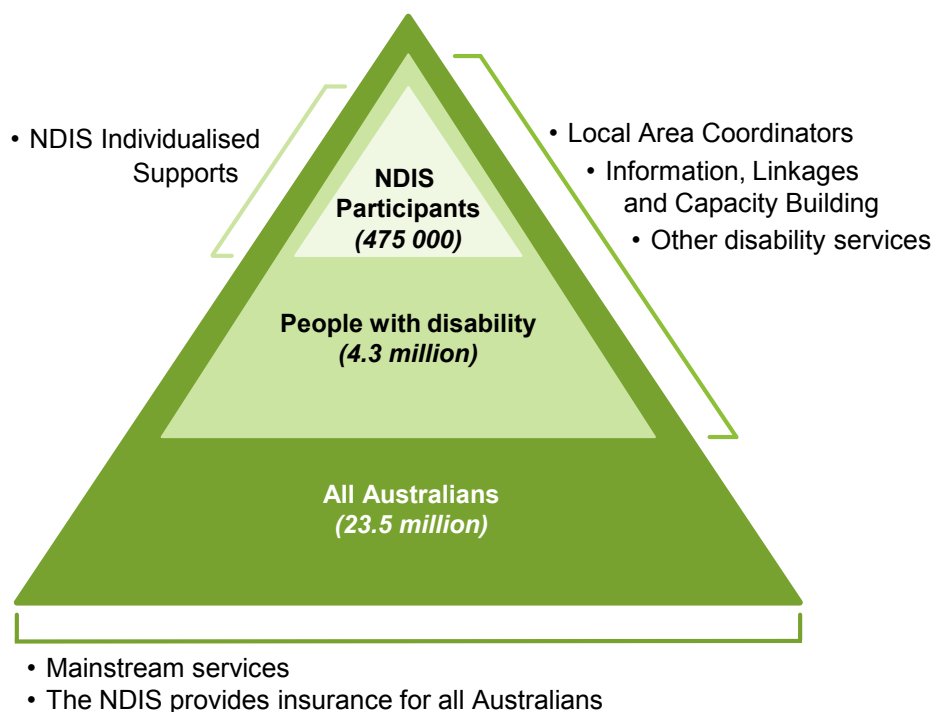 • NDIS Individualised
Supports
• Local Area Coordinators
• Information, Linkages
and Capacity Building
• Other disability services
NDIS
Participants
(475 000)
People with disability
(4.3 million)
All Australians
(23.5 million)
• Mainstream services
• The NDIS provides insurance for all Australians